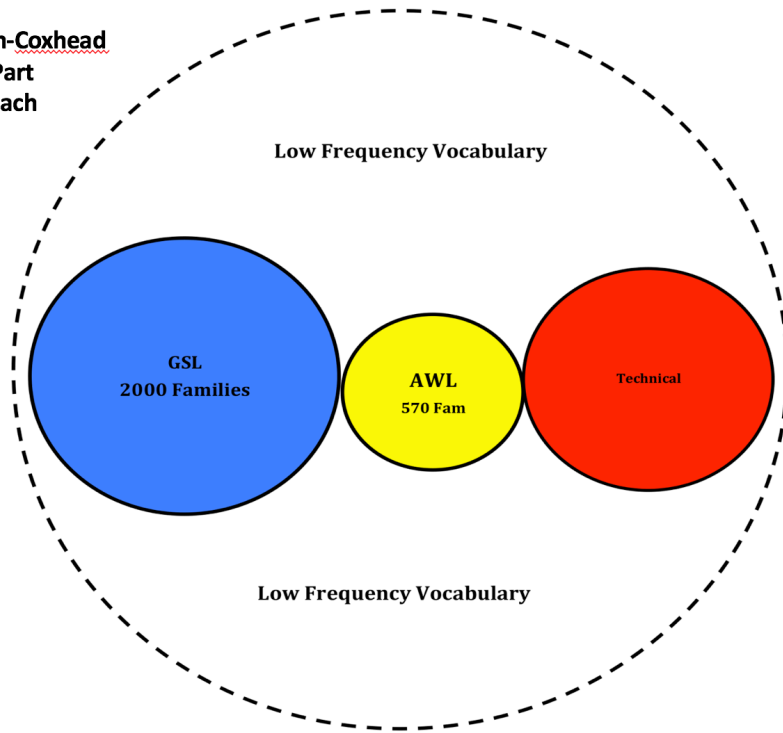 n-Coxhead
Part
ach
Low Frequency Vocabulary
GSL
2000 Families
AWL
570 Fam
Technical
Low Frequency Vocabulary